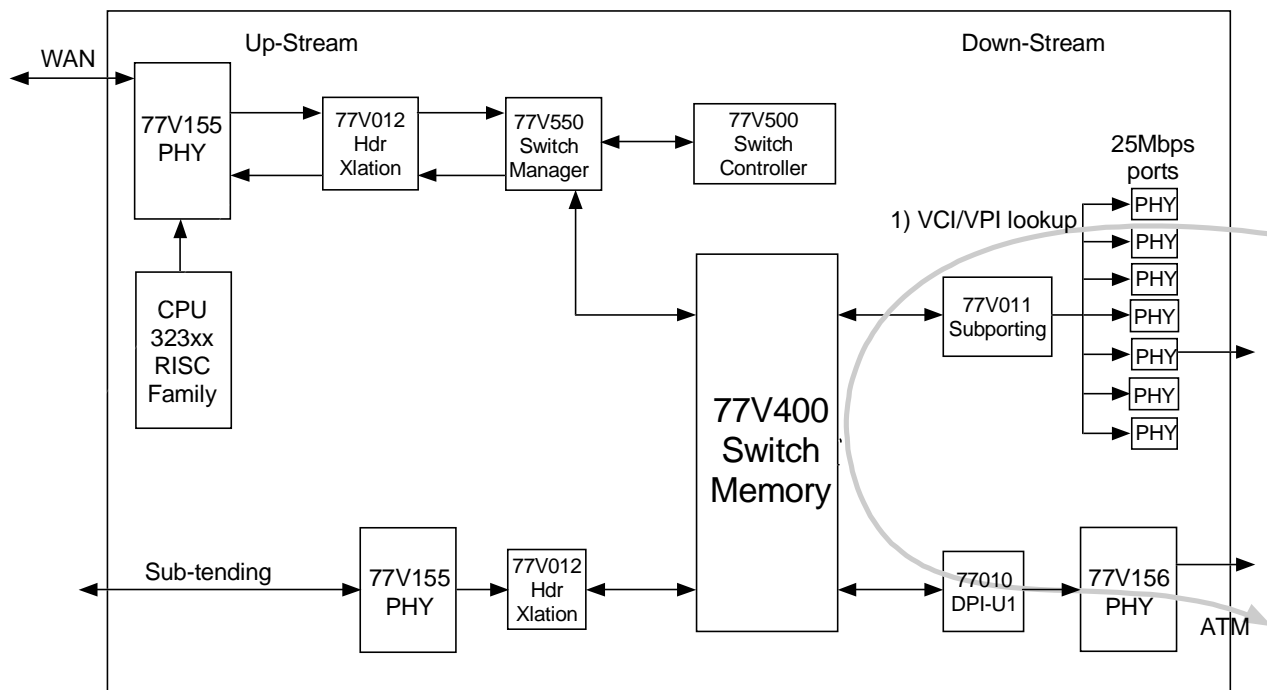 Up-Stream
Down-Stream
WAN
77V155
PHY
77V012
Hdr
Xlation
77V550
Switch
Manager
77V500
Switch
Controller
25Mbps
ports
PHY
PHY
PHY
PHY
PHY
PHY
PHY
1) VCI/VPI lookup
CPU
323xx
RISC
Family
77V011
Subporting
77V400
Switch
Memory
Sub-tending
77V155
PHY
77V012
Hdr
Xlation
77010
DPI-U1
77V156
PHY
ATM